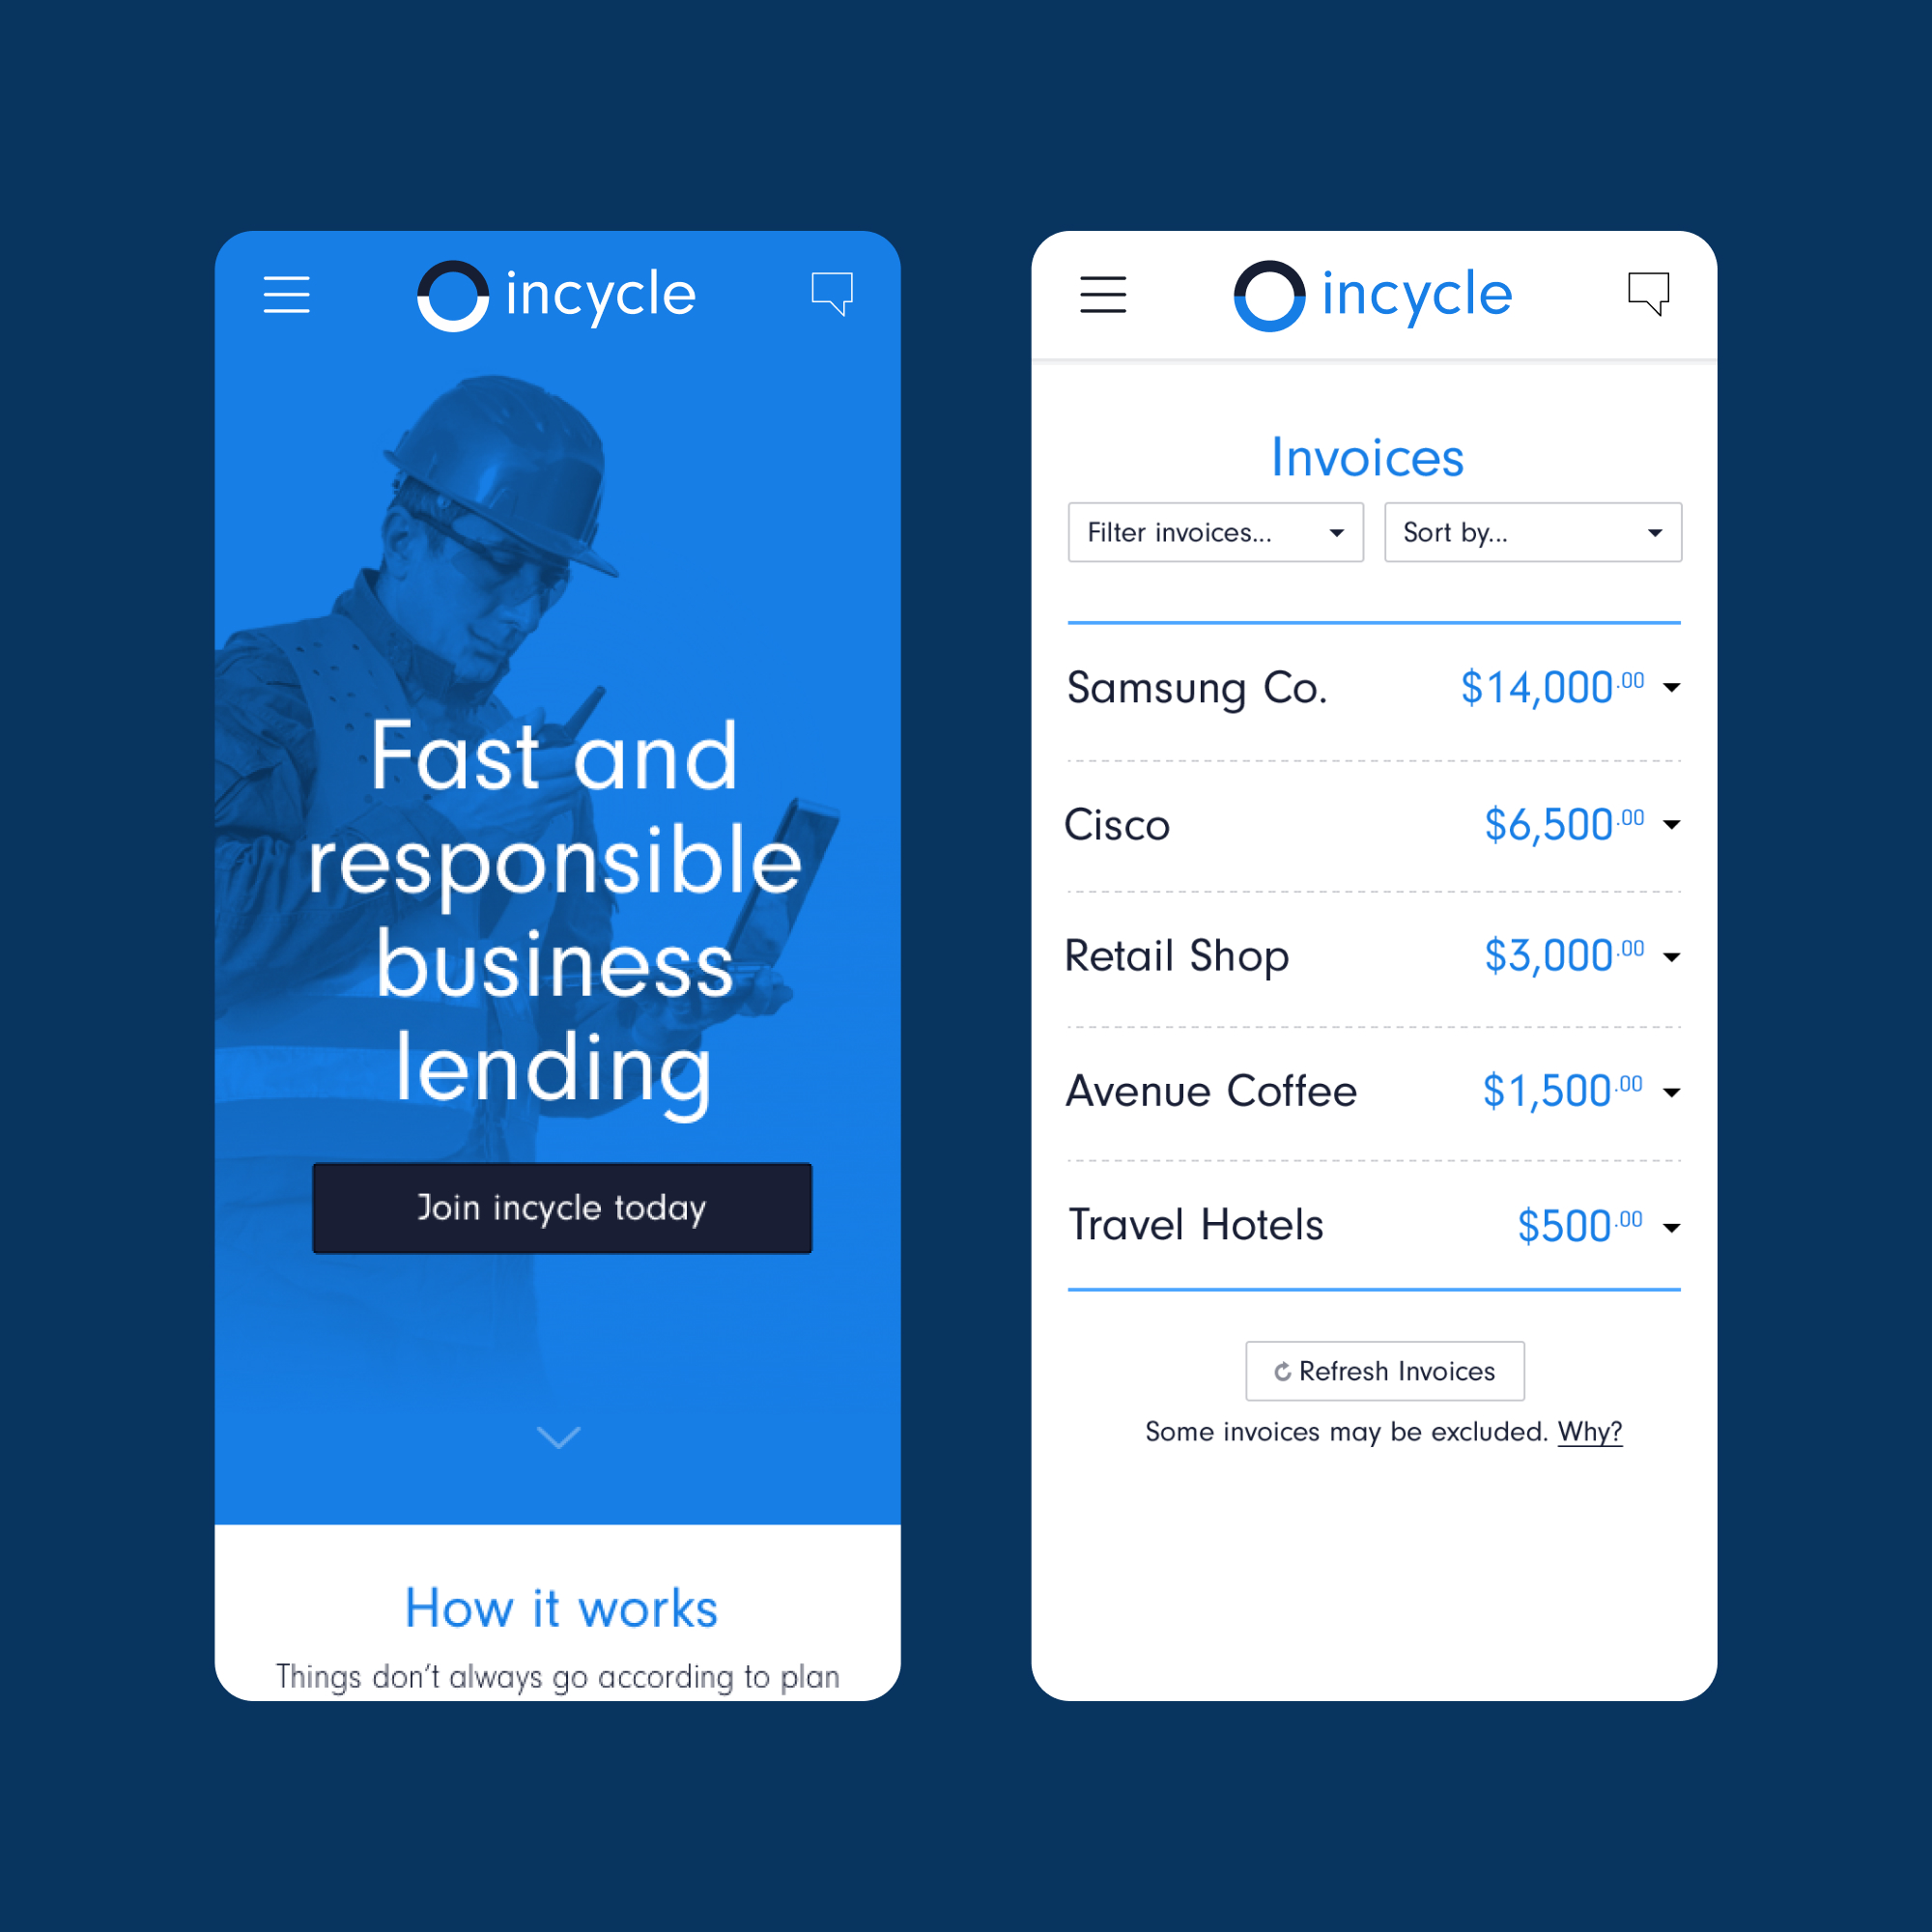 incycle
Fast and
responsible
business
lending
Join incycle today
How it works
Things don’t always go according to plan
incycle
Invoices
Filter invoices... Sort by...
Samsung Co. $14,000.00
Cisco $6,500.00
Retail Shop $3,000.00
Avenue Coffee $1,500.00
Travel Hotels $500.00
Refresh Invoices
Some invoices may be excluded. Why?